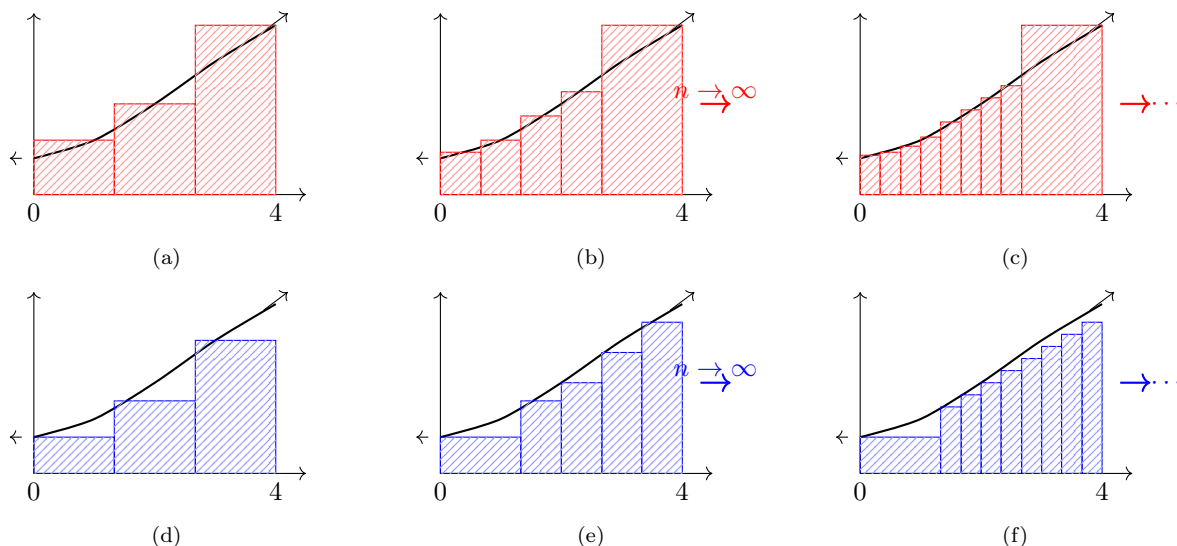 n → ∞
→ ···
0 4 0 4 0 4
(a) (b) (c)
n → ∞
→ ···
0 4 0 4 0 4
(d) (e) (f)